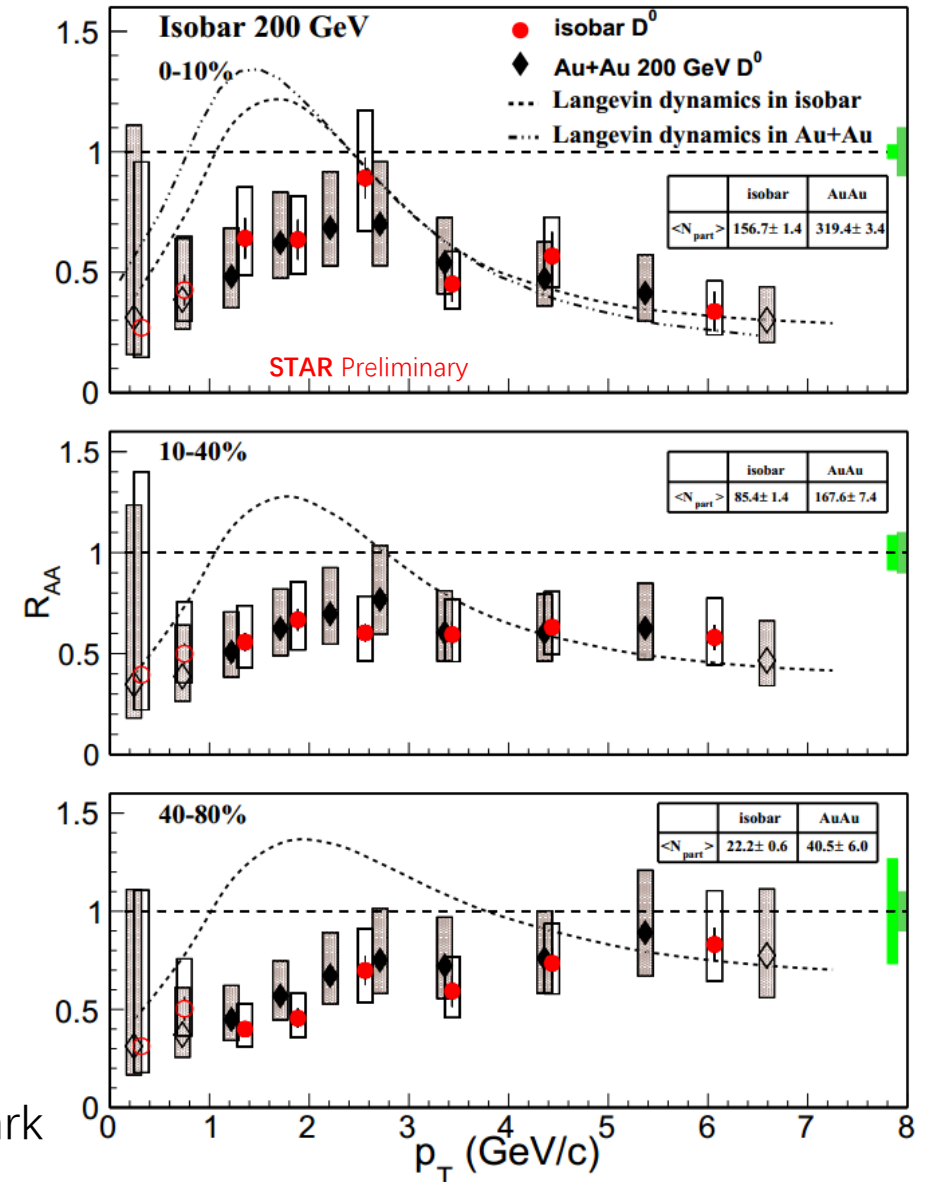 Isobar 200 GeV
0-10%
isobar D⁰
Au+Au 200 GeV D⁰
Langevin dynamics in isobar
Langevin dynamics in Au+Au
1.5
1
0.5
0
isobar AuAu
<N_part> 156.7± 1.4 319.4± 3.4
STAR Preliminary
10-40%
1.5
1
0.5
0
isobar AuAu
<N_part> 85.4± 1.4 167.6± 7.4
R_AA
40-80%
1.5
1
0.5
0
isobar AuAu
<N_part> 22.2± 0.6 40.5± 6.0
0 1 2 3 4 5 6 7 8
p_T (GeV/c)